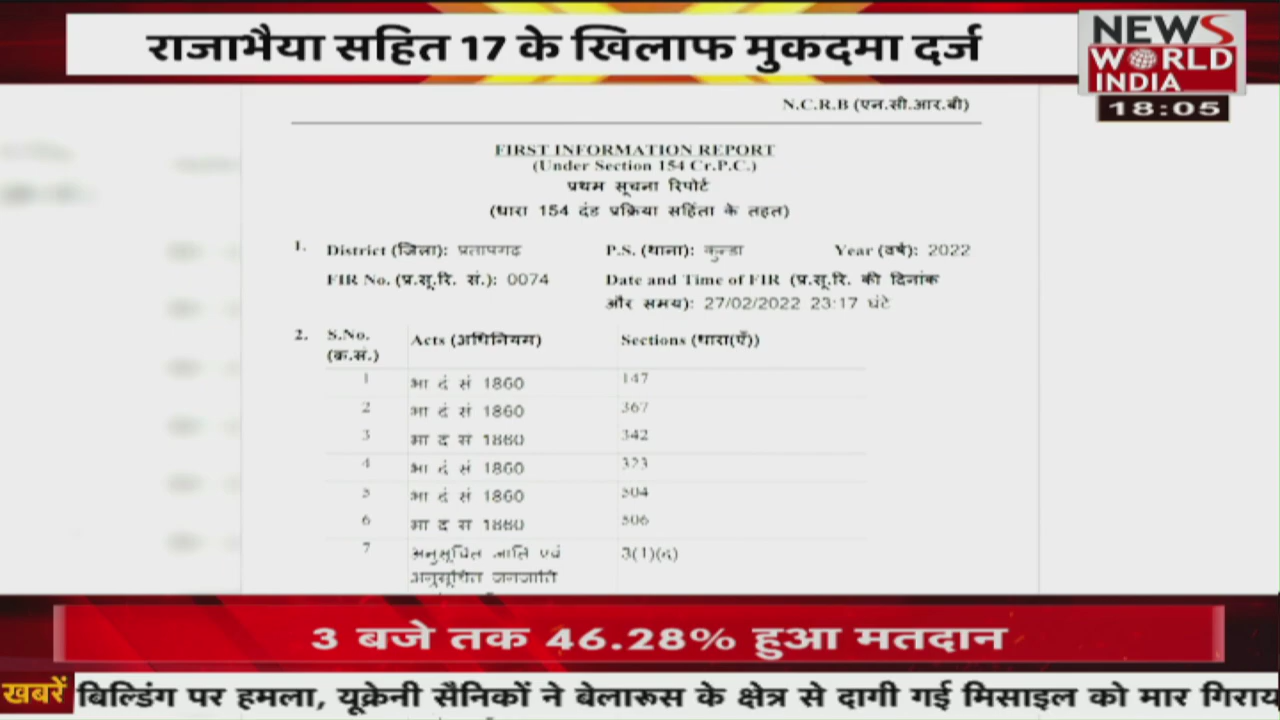 राजाभैया सहित 17 के खिलाफ मुकदमा दर्ज
NEWS
WORLD
INDIA
18:05
N.C.R.B (एन.सी.आर.बी)
FIRST INFORMATION REPORT
(Under Section 154 Cr.P.C.)
प्रथम सूचना रिपोर्ट
(धारा 154 दंड प्रक्रिया संहिता के तहत)
1. District (जिला): प्रतापगढ़ P.S. (थाना): कुन्डा Year (वर्ष): 2022
FIR No. (प्र.सू.रि. सं.): 0074 Date and Time of FIR (प्र.सू.रि. की दिनांक
और समय): 27/02/2022 23:17 घंटे
2. S.No. Acts (अधिनियम) Sections (धारा(एँ))
(क्र.सं.)
1 भा दं सं 1860 147
2 भा दं सं 1860 367
3 भा दं सं 1860 342
4 भा दं सं 1860 323
5 भा दं सं 1860 504
6 भा दं सं 1860 506
7 अनुसूचित जाति एवं 3(1)(द)
अनुसूचित जनजाति
3 बजे तक 46.28% हुआ मतदान
खबरें बिल्डिंग पर हमला, यूक्रेनी सैनिकों ने बेलारूस के क्षेत्र से दागी गई मिसाइल को मार गिराय